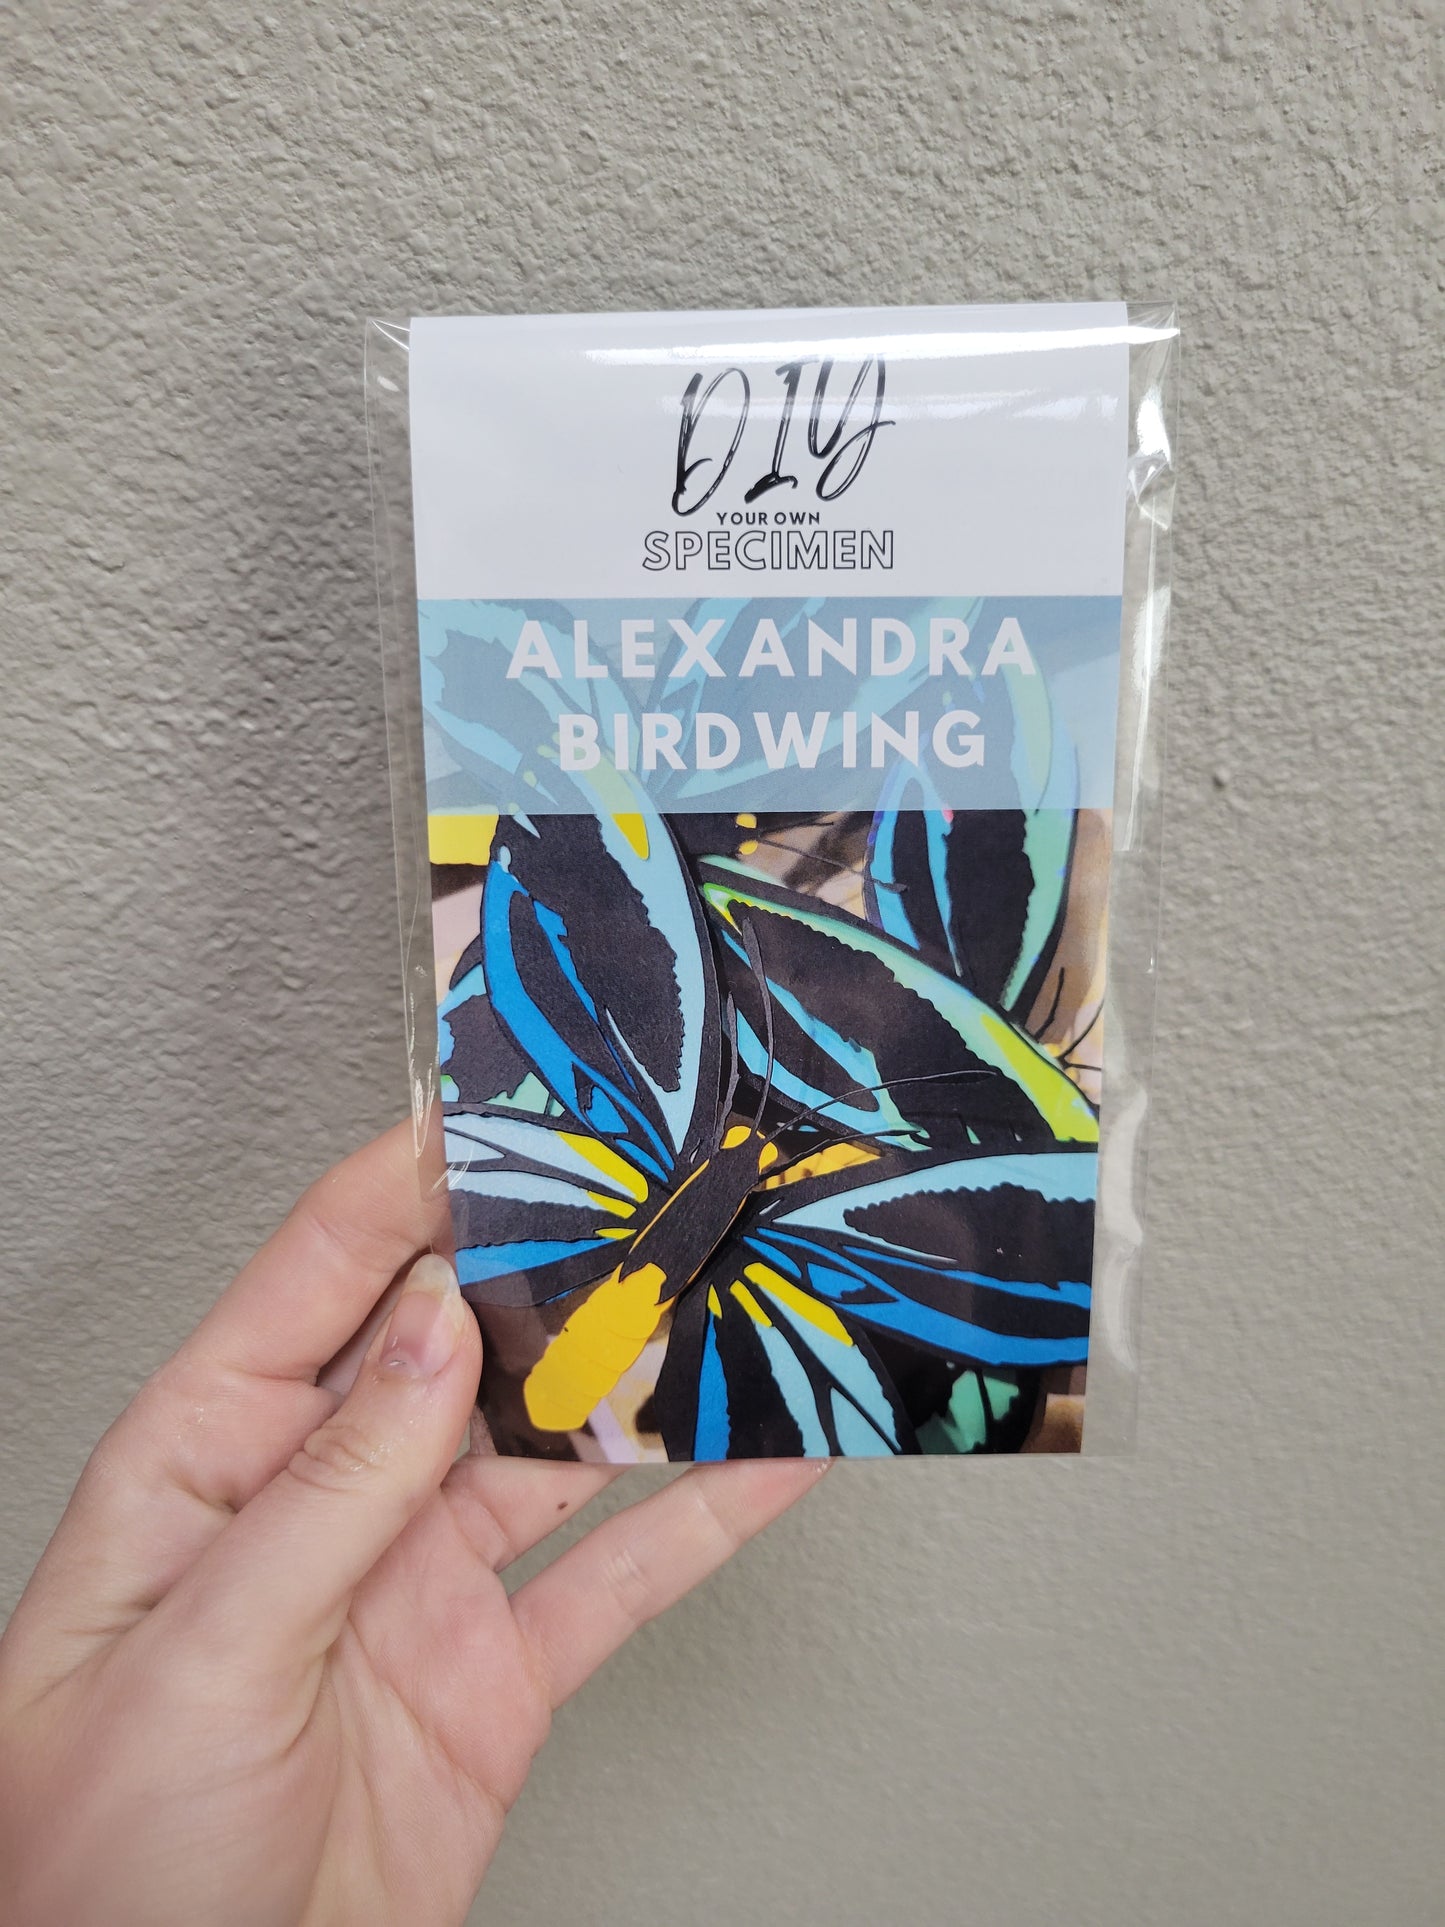 DIY
YOUR OWN
SPECIMEN
ALEXANDRA
BIRDWING